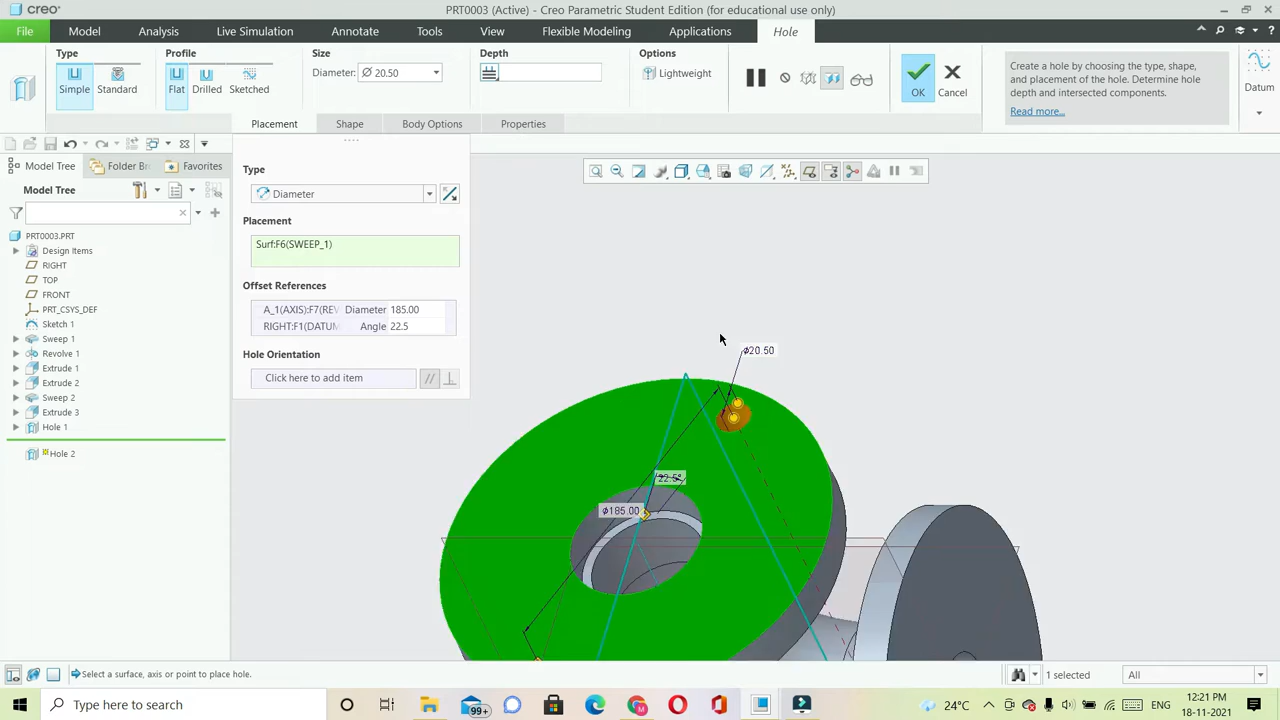 creo
PRT0003 (Active) - Creo Parametric Student Edition (for educational use only)
File Model Analysis Live Simulation Annotate Tools View Flexible Modeling Applications Hole
Type Profile Size Depth Options
Diameter: Ø 20.50
Lightweight
Simple Standard Flat Drilled Sketched
OK Cancel
Create a hole by choosing the type, shape,
and placement of the hole. Determine hole
depth and intersected components.
Read more...
Datum
Placement Shape Body Options Properties
Model Tree Folder Br Favorites
Model Tree
PRT0003.PRT
Design Items
RIGHT
TOP
FRONT
PRT_CSYS_DEF
Sketch 1
Sweep 1
Revolve 1
Extrude 1
Extrude 2
Sweep 2
Extrude 3
Hole 1
Hole 2
Type
Diameter
Placement
Surf:F6(SWEEP_1)
Offset References
A_1(AXIS):F7(RE Diameter 185.00
RIGHT:F1(DATUM Angle 22.5
Hole Orientation
Click here to add item
Ø20.50
22.5°
Ø185.00
Select a surface, axis or point to place hole.
1 selected
All
Type here to search
99+
24°C
ENG
12:21 PM
18-11-2021